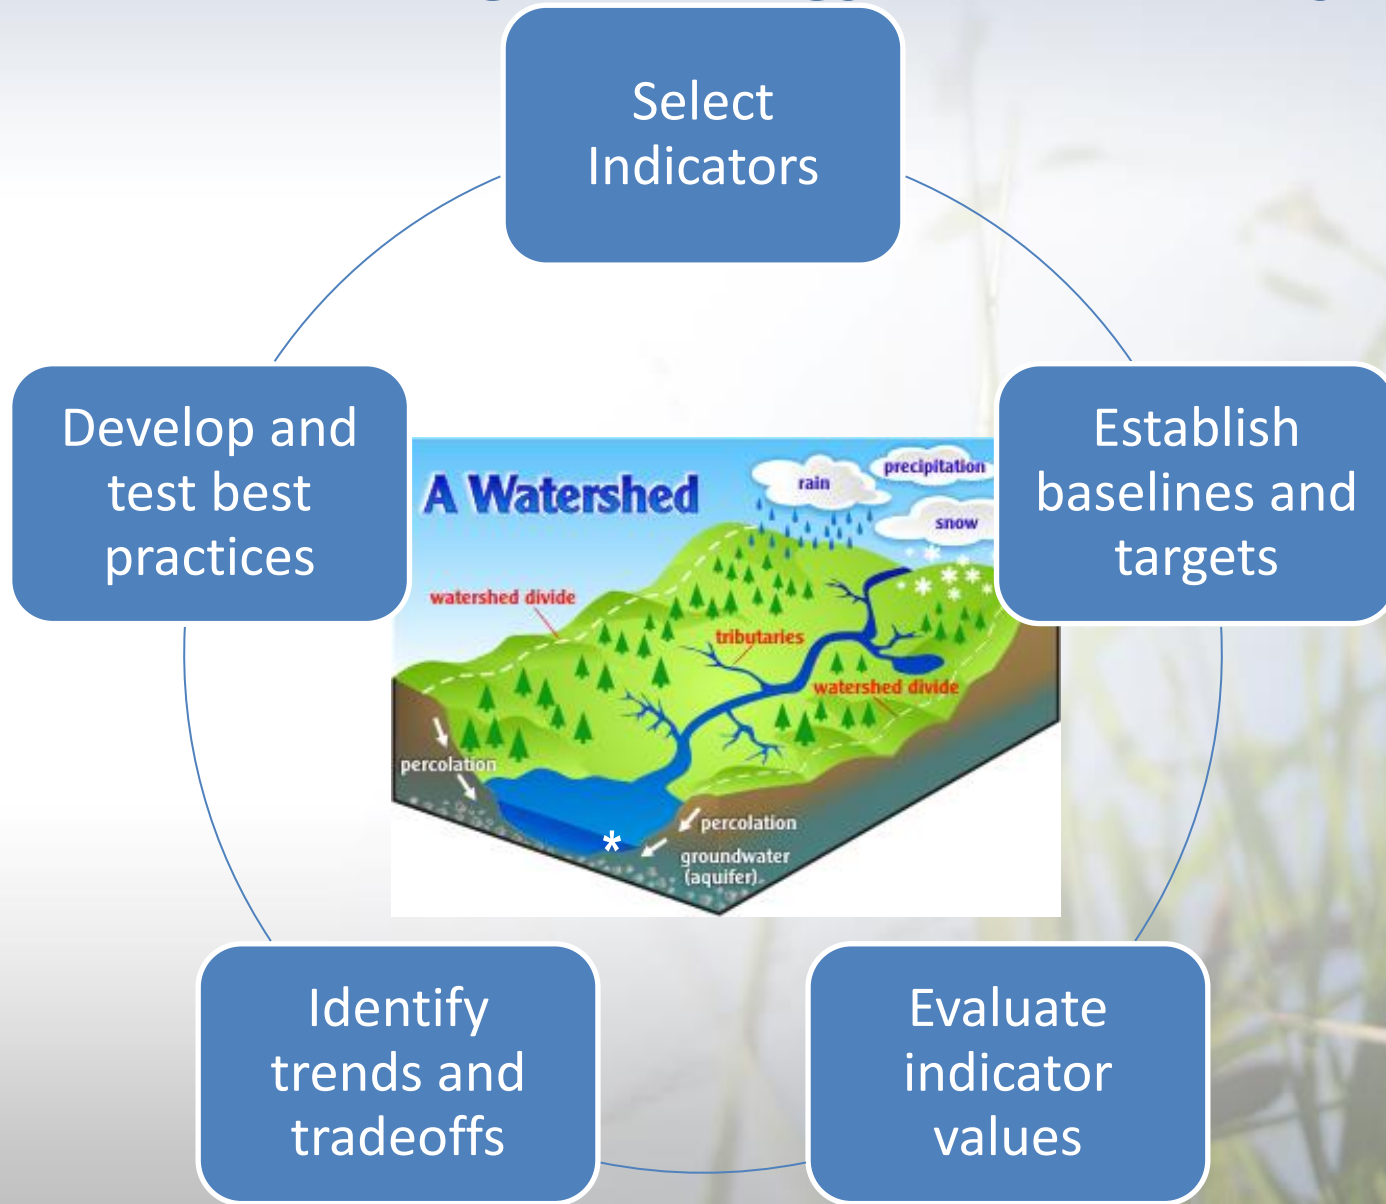 Select
Indicators
Develop and
test best
practices
Establish
baselines and
targets
A Watershed
rain
precipitation
snow
watershed divide
tributaries
watershed divide
percolation
*
percolation
groundwater
(aquifer)
Identify
trends and
tradeoffs
Evaluate
indicator
values